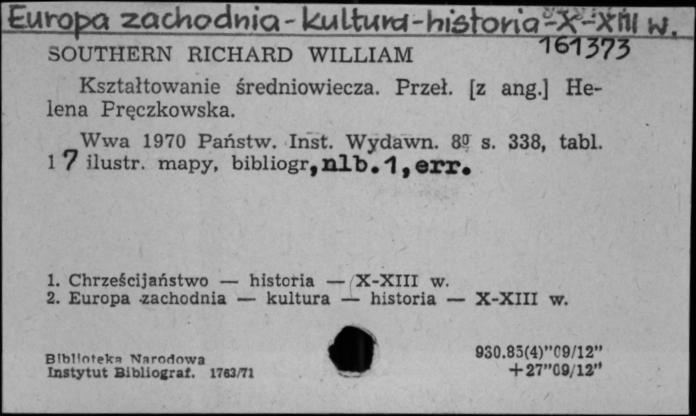 Europa zachodnia-kultura-historia-X-XIII w.
161373
SOUTHERN RICHARD WILLIAM
Kształtowanie średniowiecza. Przeł. [z ang.] He-
lena Pręczkowska.
Wwa 1970 Państw. Inst. Wydawn. 8º s. 338, tabl.
17 ilustr. mapy, bibliogr, nlb.1, err.
1. Chrześcijaństwo — historia — X-XIII w.
2. Europa zachodnia — kultura — historia — X-XIII w.
Biblioteka Narodowa
Instytut Bibliograf. 1763/71
930.85(4)"09/12"
+27"09/12"